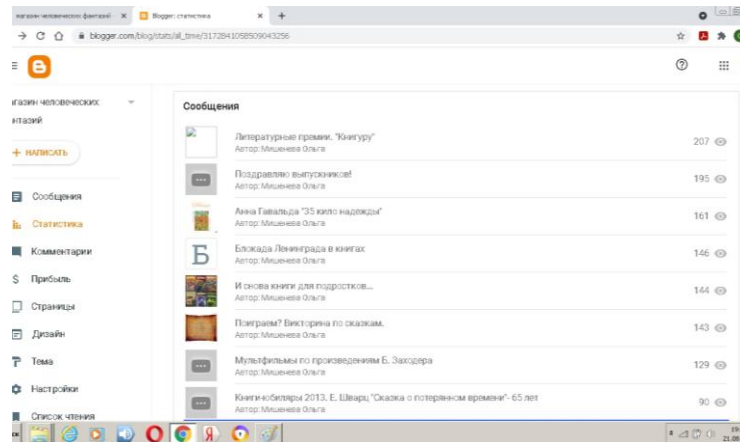 магазин человеческих фантазий
Blogger: статистика
blogger.com/blog/stats/all_time/3172841058509043256
агазин человеческих
нтазий
НАПИСАТЬ
Сообщения
Статистика
Комментарии
Прибыль
Страницы
Дизайн
Тема
Настройки
Список чтения
Сообщения
Литературные премии. "Книгуру"
Автор: Мишенева Ольга
207
Поздравляю выпускников!
Автор: Мишенева Ольга
195
Анна Гавальда "35 кило надежды"
Автор: Мишенева Ольга
161
Б
Блокада Ленинграда в книгах
Автор: Мишенева Ольга
146
И снова книги для подростков...
Автор: Мишенева Ольга
144
Поиграем? Викторина по сказкам.
Автор: Мишенева Ольга
143
Мультфильмы по произведениям Б. Заходера
Автор: Мишенева Ольга
129
Книги-юбиляры 2013. Е. Шварц "Сказка о потерянном времени"- 65 лет
Автор: Мишенева Ольга
90